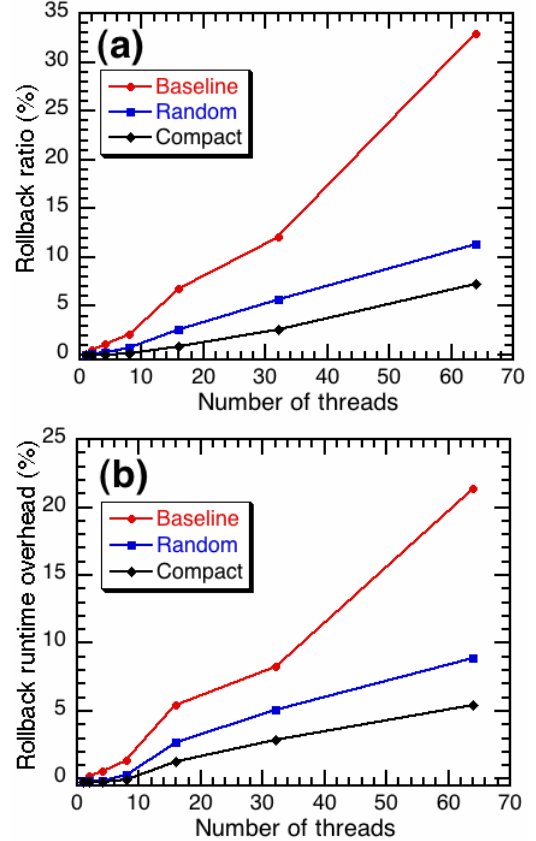 (a)
Baseline
Random
Compact
Rollback ratio (%)
35
30
25
20
15
10
5
0
0 10 20 30 40 50 60 70
Number of threads
(b)
Baseline
Random
Compact
Rollback runtime overhead (%)
25
20
15
10
5
0
0 10 20 30 40 50 60 70
Number of threads